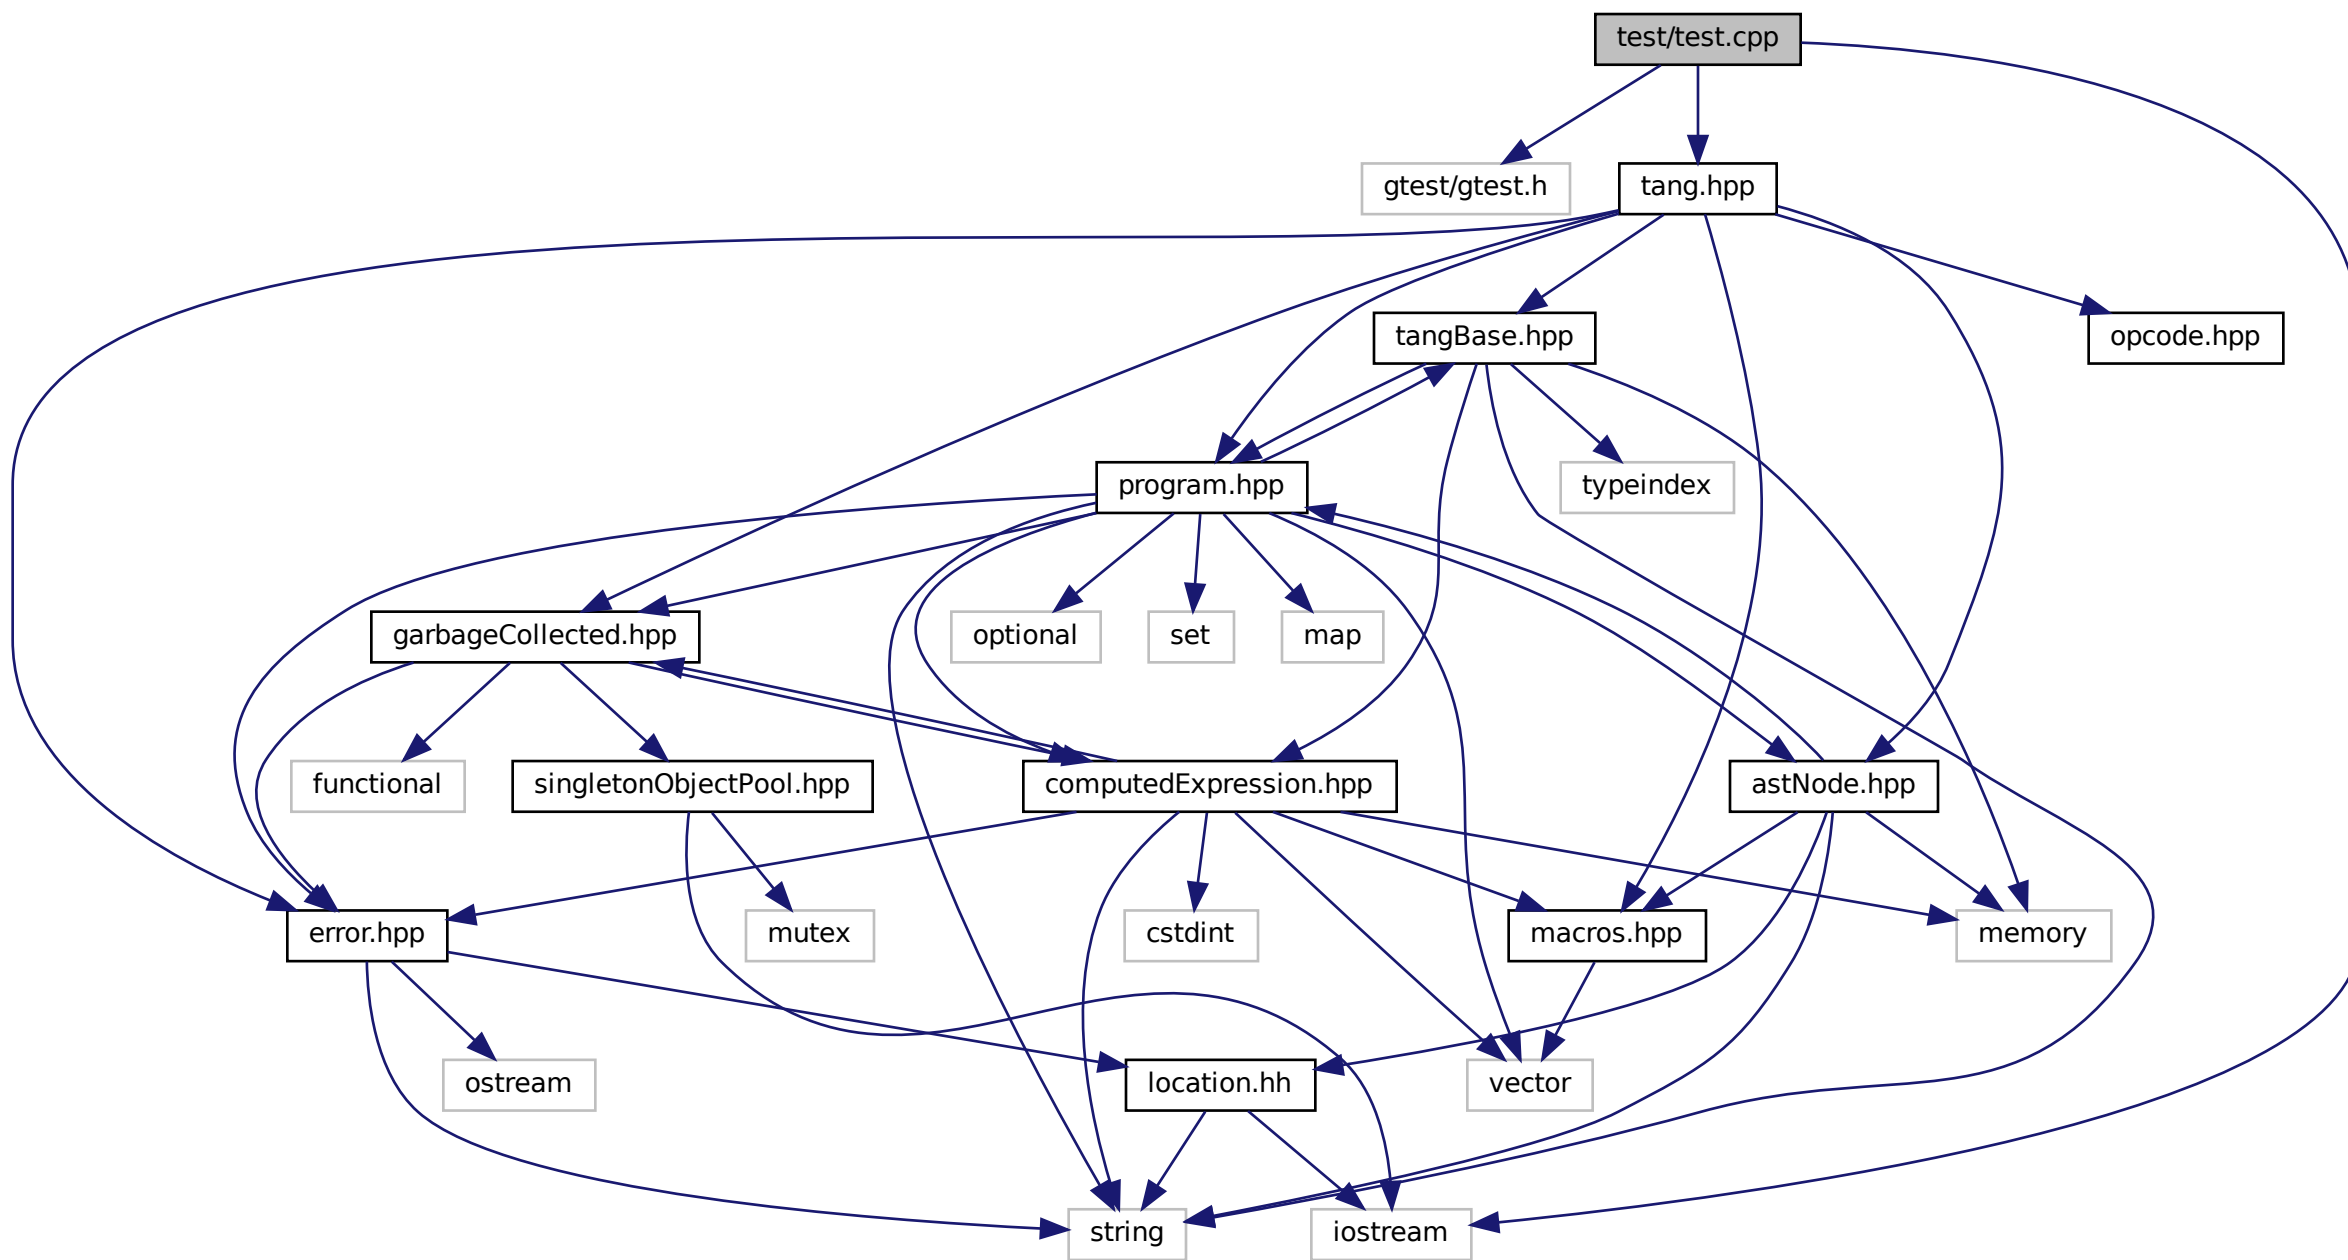 test/test.cpp
gtest/gtest.h
tang.hpp
tangBase.hpp
opcode.hpp
program.hpp
typeindex
garbageCollected.hpp
optional
set
map
functional
singletonObjectPool.hpp
computedExpression.hpp
astNode.hpp
error.hpp
mutex
cstdint
macros.hpp
memory
ostream
location.hh
vector
string
iostream